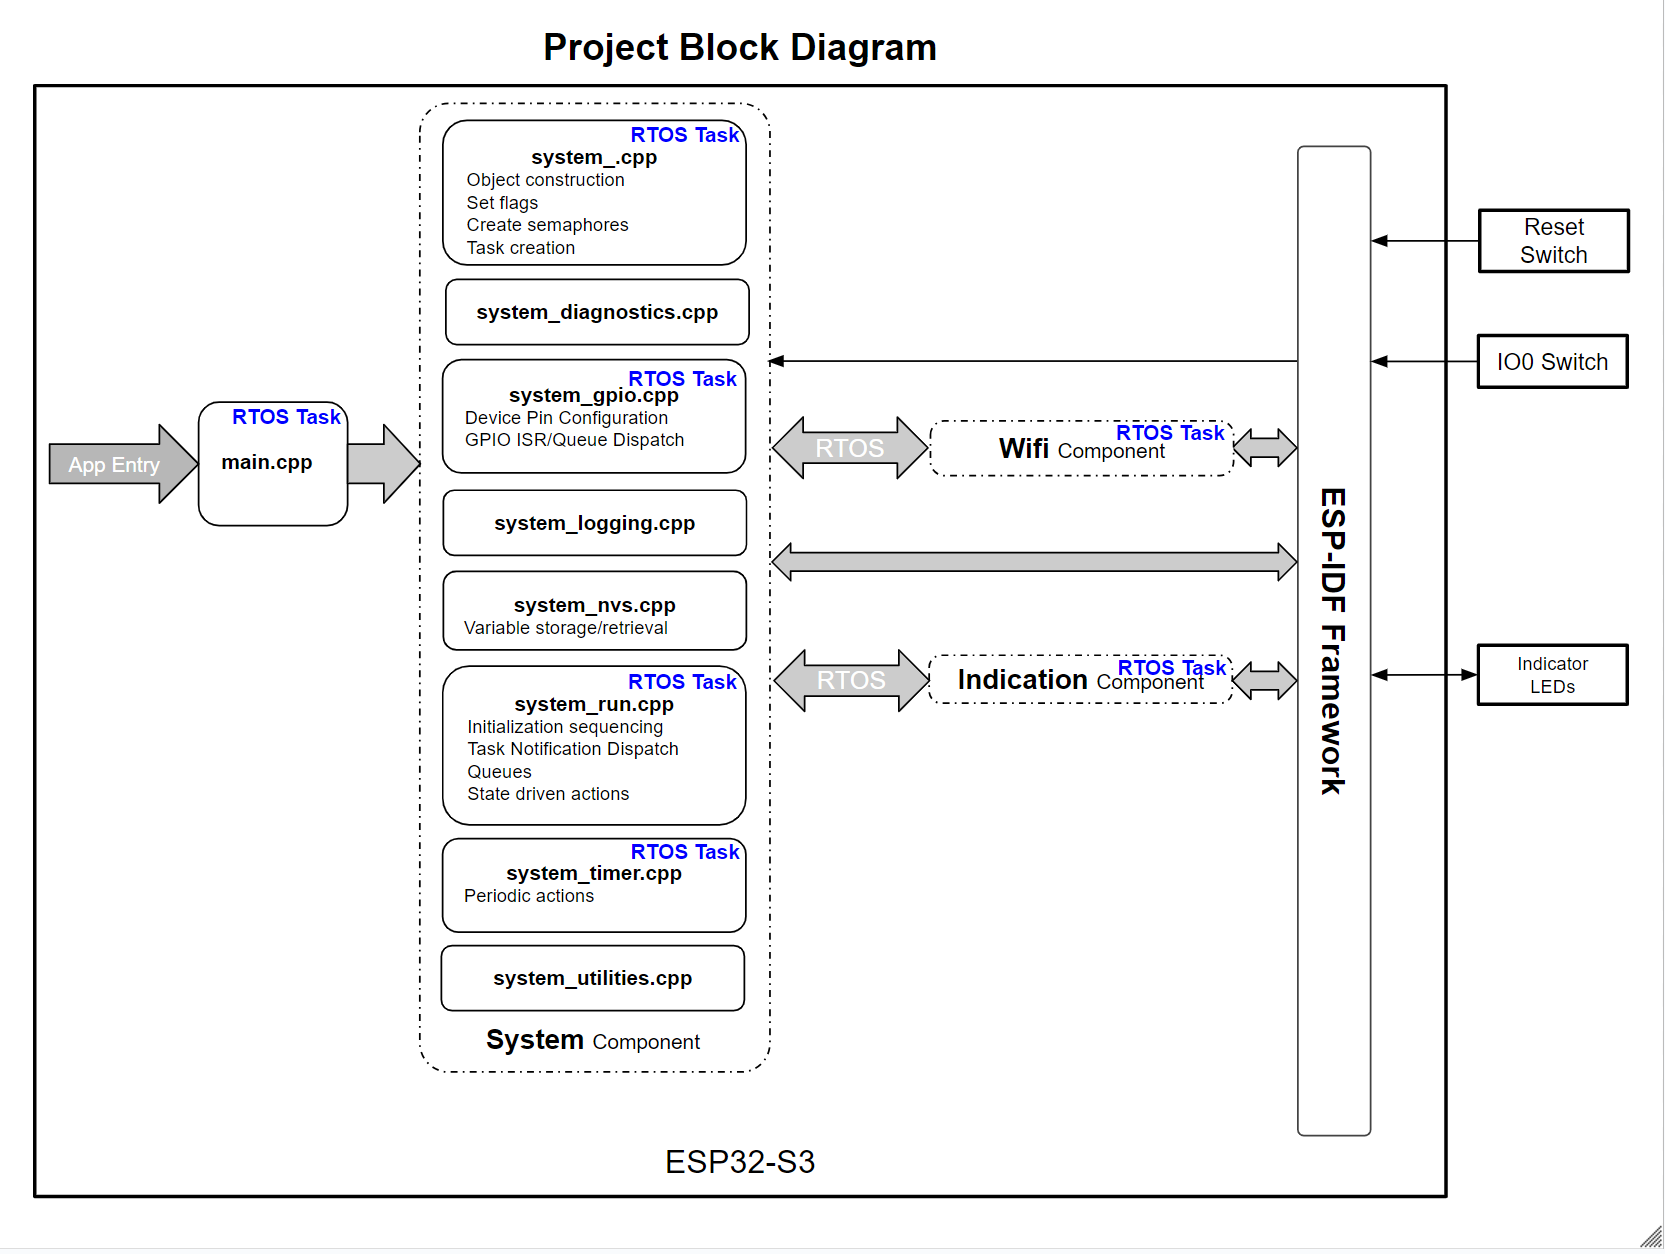 Project Block Diagram
RTOS Task
system_.cpp
Object construction
Set flags
Create semaphores
Task creation
system_diagnostics.cpp
RTOS Task
system_gpio.cpp
Device Pin Configuration
GPIO ISR/Queue Dispatch
system_logging.cpp
system_nvs.cpp
Variable storage/retrieval
RTOS Task
system_run.cpp
Initialization sequencing
Task Notification Dispatch
Queues
State driven actions
RTOS Task
system_timer.cpp
Periodic actions
system_utilities.cpp
System Component
App Entry
RTOS Task
main.cpp
RTOS
RTOS Task
Wifi Component
RTOS
RTOS Task
Indication Component
ESP-IDF Framework
Reset
Switch
IO0 Switch
Indicator
LEDs
ESP32-S3